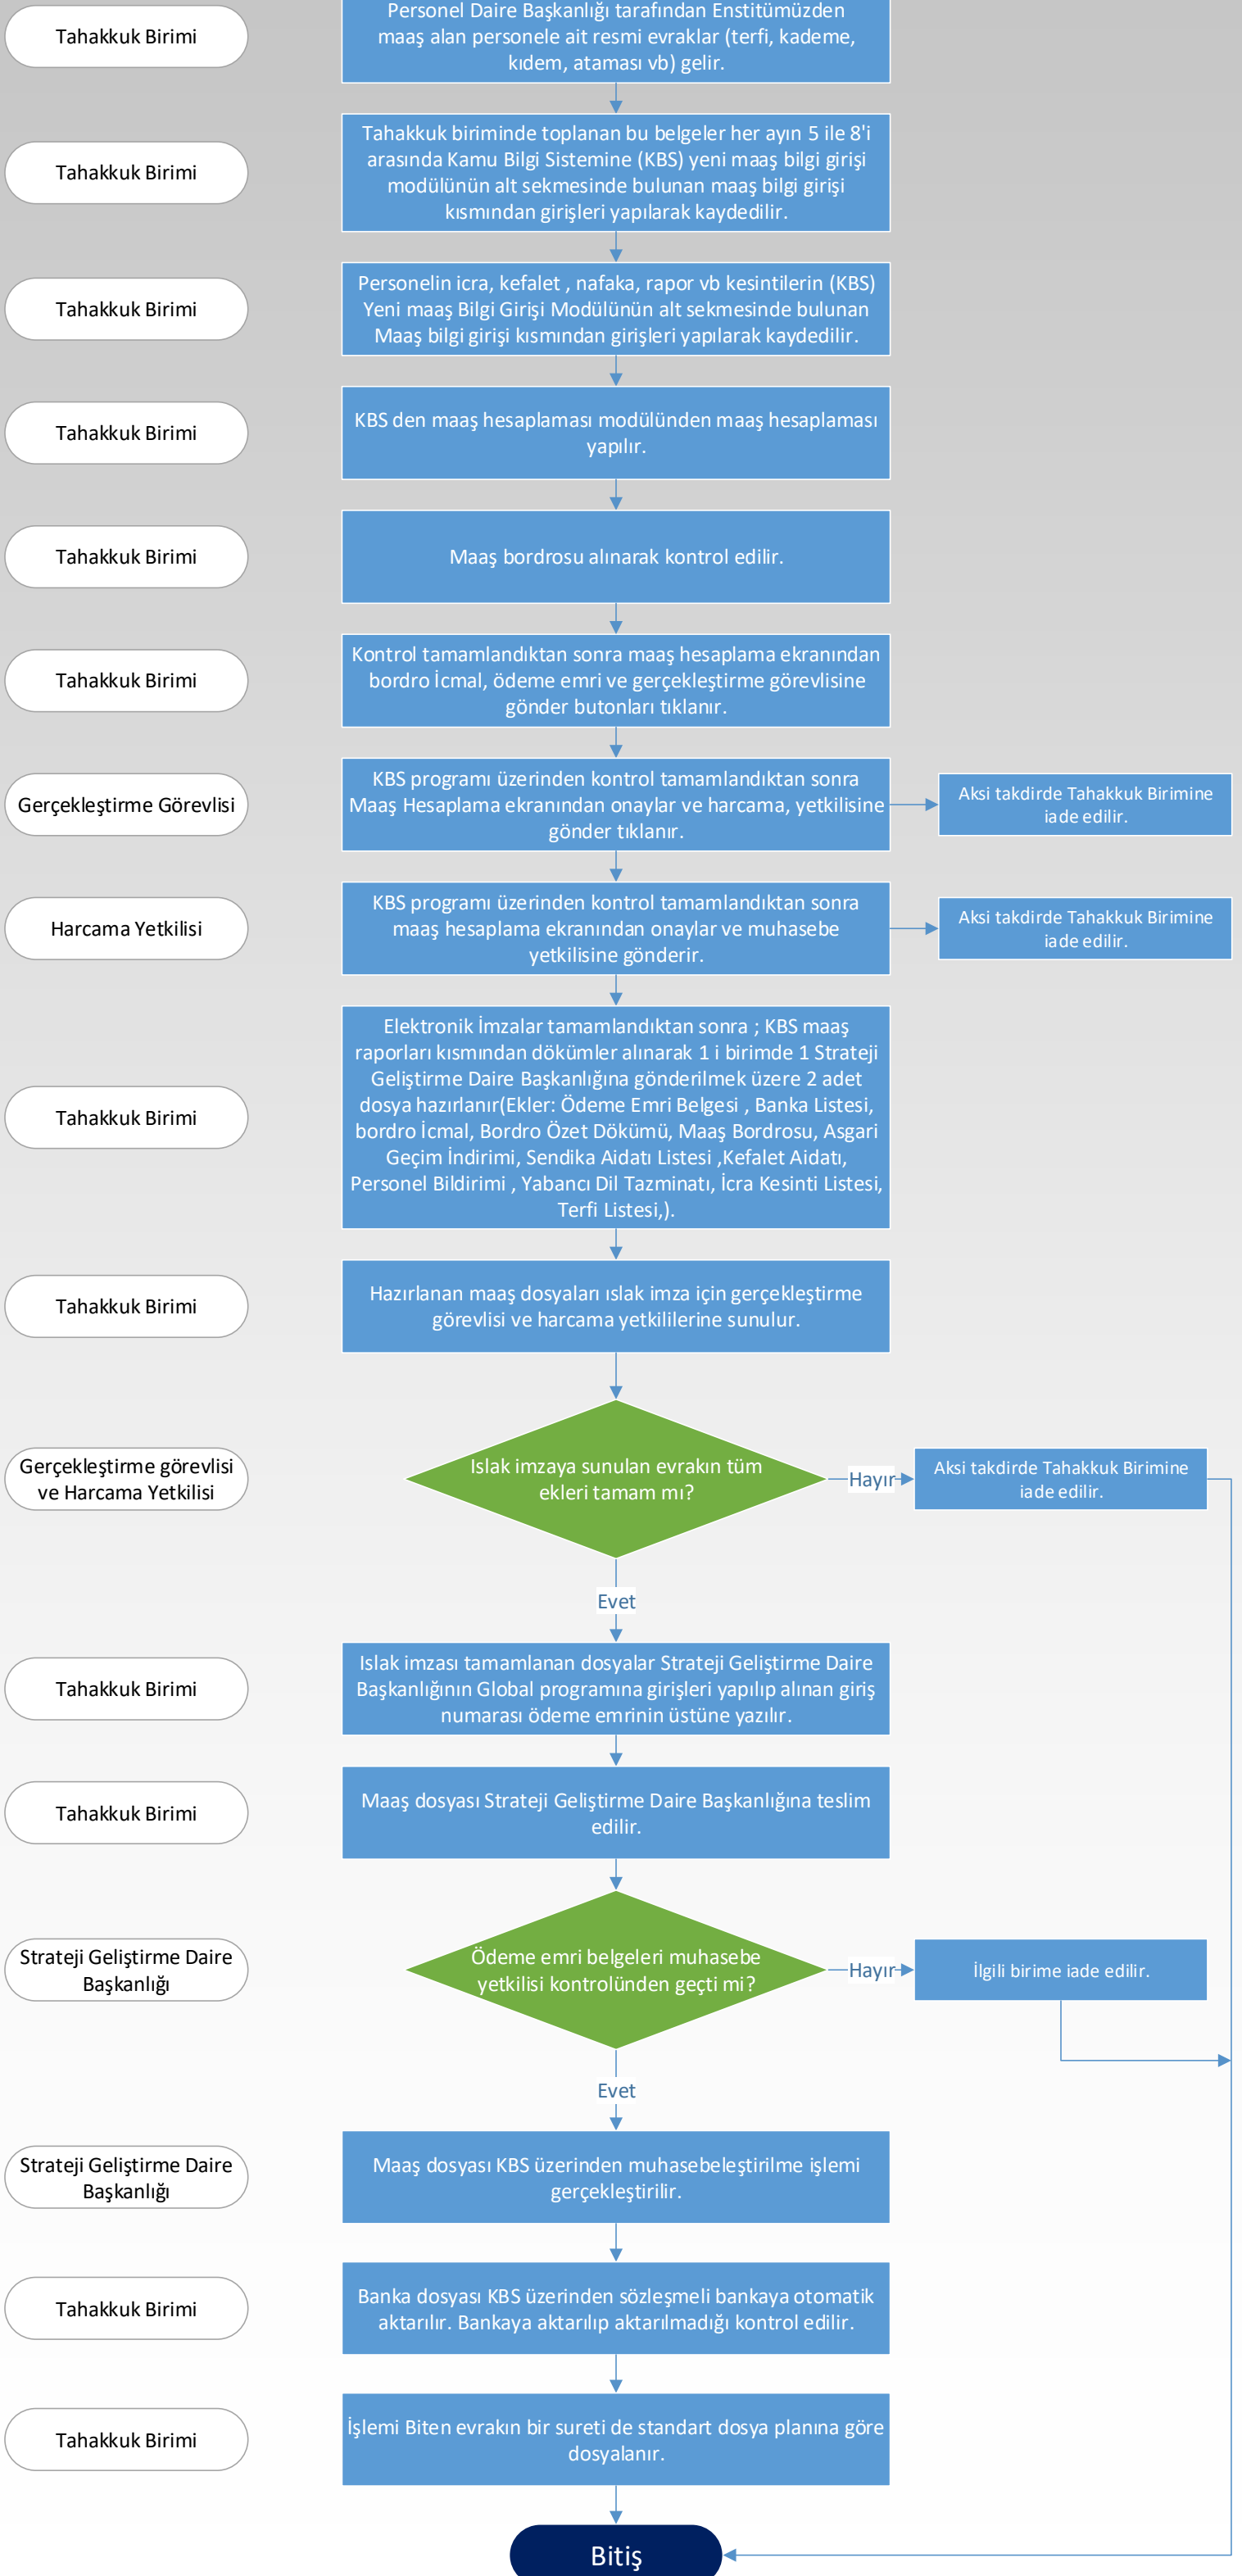 Tahakkuk Birimi
Personel Daire Başkanlığı tarafından Enstitümüzden
maaş alan personele ait resmi evraklar (terfi, kademe,
kıdem, ataması vb) gelir.
Tahakkuk Birimi
Tahakkuk biriminde toplanan bu belgeler her ayın 5 ile 8'i
arasında Kamu Bilgi Sistemine (KBS) yeni maaş bilgi girişi
modülünün alt sekmesinde bulunan maaş bilgi girişi
kısmından girişleri yapılarak kaydedilir.
Tahakkuk Birimi
Personelin icra, kefalet , nafaka, rapor vb kesintilerin (KBS)
Yeni maaş Bilgi Girişi Modülünün alt sekmesinde bulunan
Maaş bilgi girişi kısmından girişleri yapılarak kaydedilir.
Tahakkuk Birimi
KBS den maaş hesaplaması modülünden maaş hesaplaması
yapılır.
Tahakkuk Birimi
Maaş bordrosu alınarak kontrol edilir.
Tahakkuk Birimi
Kontrol tamamlandıktan sonra maaş hesaplama ekranından
bordro İcmal, ödeme emri ve gerçekleştirme görevlisine
gönder butonları tıklanır.
Gerçekleştirme Görevlisi
KBS programı üzerinden kontrol tamamlandıktan sonra
Maaş Hesaplama ekranından onaylar ve harcama, yetkilisine
gönder tıklanır.
Aksi takdirde Tahakkuk Birimine
iade edilir.
Harcama Yetkilisi
KBS programı üzerinden kontrol tamamlandıktan sonra
maaş hesaplama ekranından onaylar ve muhasebe
yetkilisine gönderir.
Aksi takdirde Tahakkuk Birimine
iade edilir.
Tahakkuk Birimi
Elektronik İmzalar tamamlandıktan sonra ; KBS maaş
raporları kısmından dökümler alınarak 1 i birimde 1 Strateji
Geliştirme Daire Başkanlığına gönderilmek üzere 2 adet
dosya hazırlanır(Ekler: Ödeme Emri Belgesi , Banka Listesi,
bordro İcmal, Bordro Özet Dökümü, Maaş Bordrosu, Asgari
Geçim İndirimi, Sendika Aidatı Listesi ,Kefalet Aidatı,
Personel Bildirimi , Yabancı Dil Tazminatı, İcra Kesinti Listesi,
Terfi Listesi,).
Tahakkuk Birimi
Hazırlanan maaş dosyaları ıslak imza için gerçekleştirme
görevlisi ve harcama yetkililerine sunulur.
Gerçekleştirme görevlisi
ve Harcama Yetkilisi
Islak imzaya sunulan evrakın tüm
ekleri tamam mı?
Hayır
Aksi takdirde Tahakkuk Birimine
iade edilir.
Evet
Tahakkuk Birimi
Islak imzası tamamlanan dosyalar Strateji Geliştirme Daire
Başkanlığının Global programına girişleri yapılıp alınan giriş
numarası ödeme emrinin üstüne yazılır.
Tahakkuk Birimi
Maaş dosyası Strateji Geliştirme Daire Başkanlığına teslim
edilir.
Strateji Geliştirme Daire
Başkanlığı
Ödeme emri belgeleri muhasebe
yetkilisi kontrolünden geçti mi?
Hayır
İlgili birime iade edilir.
Evet
Strateji Geliştirme Daire
Başkanlığı
Maaş dosyası KBS üzerinden muhasebeleştirilme işlemi
gerçekleştirilir.
Tahakkuk Birimi
Banka dosyası KBS üzerinden sözleşmeli bankaya otomatik
aktarılır. Bankaya aktarılıp aktarılmadığı kontrol edilir.
Tahakkuk Birimi
İşlemi Biten evrakın bir sureti de standart dosya planına göre
dosyalanır.
Bitiş